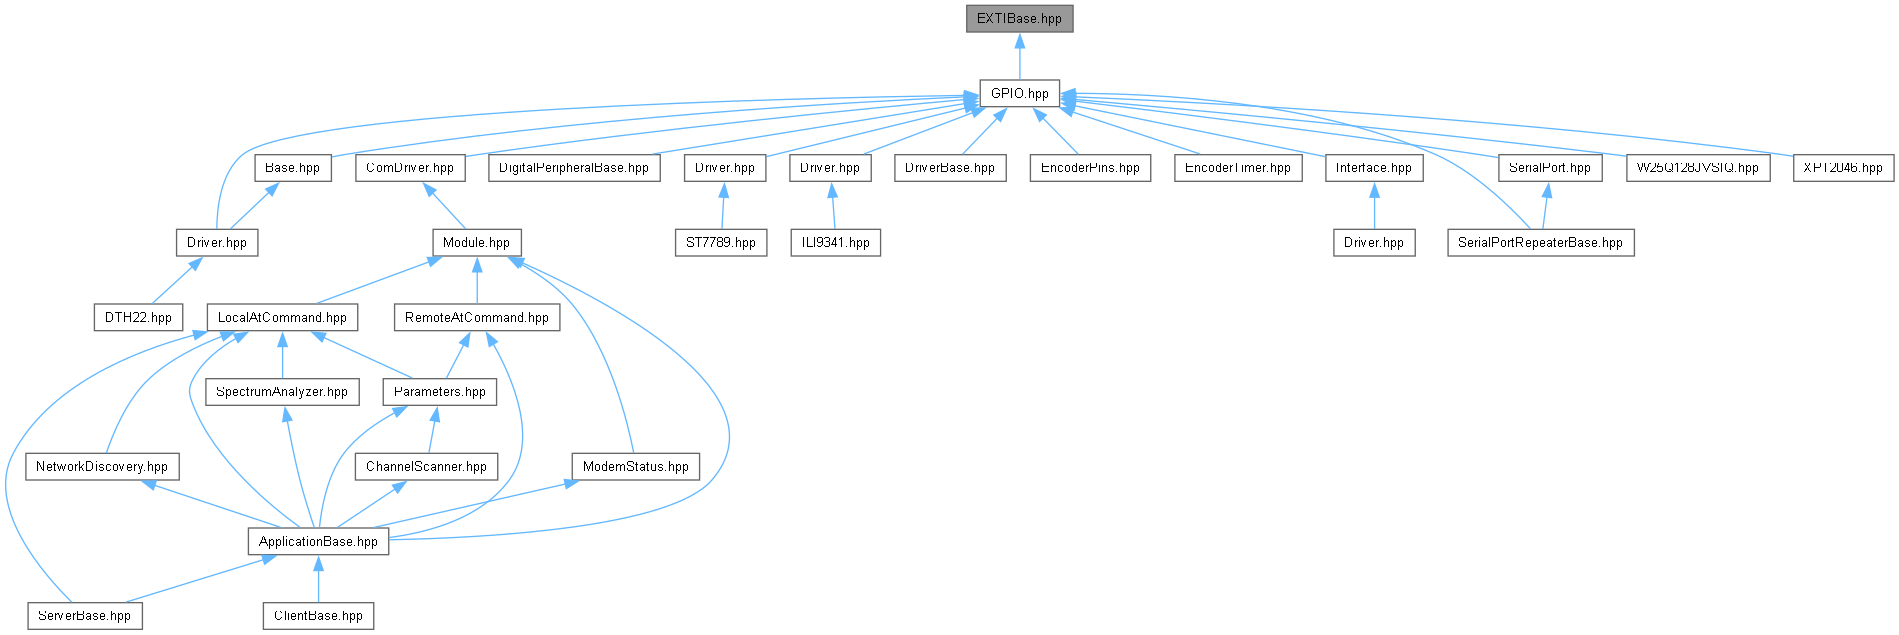 EXTIBase.hpp
GPIO.hpp
Base.hpp
ComDriver.hpp
DigitalPeripheralBase.hpp
Driver.hpp
Driver.hpp
DriverBase.hpp
EncoderPins.hpp
EncoderTimer.hpp
Interface.hpp
SerialPort.hpp
W25Q128JVSIQ.hpp
XPT2046.hpp
Driver.hpp
Module.hpp
ST7789.hpp
ILI9341.hpp
Driver.hpp
SerialPortRepeaterBase.hpp
DTH22.hpp
LocalAtCommand.hpp
RemoteAtCommand.hpp
SpectrumAnalyzer.hpp
Parameters.hpp
NetworkDiscovery.hpp
ChannelScanner.hpp
ModemStatus.hpp
ApplicationBase.hpp
ServerBase.hpp
ClientBase.hpp